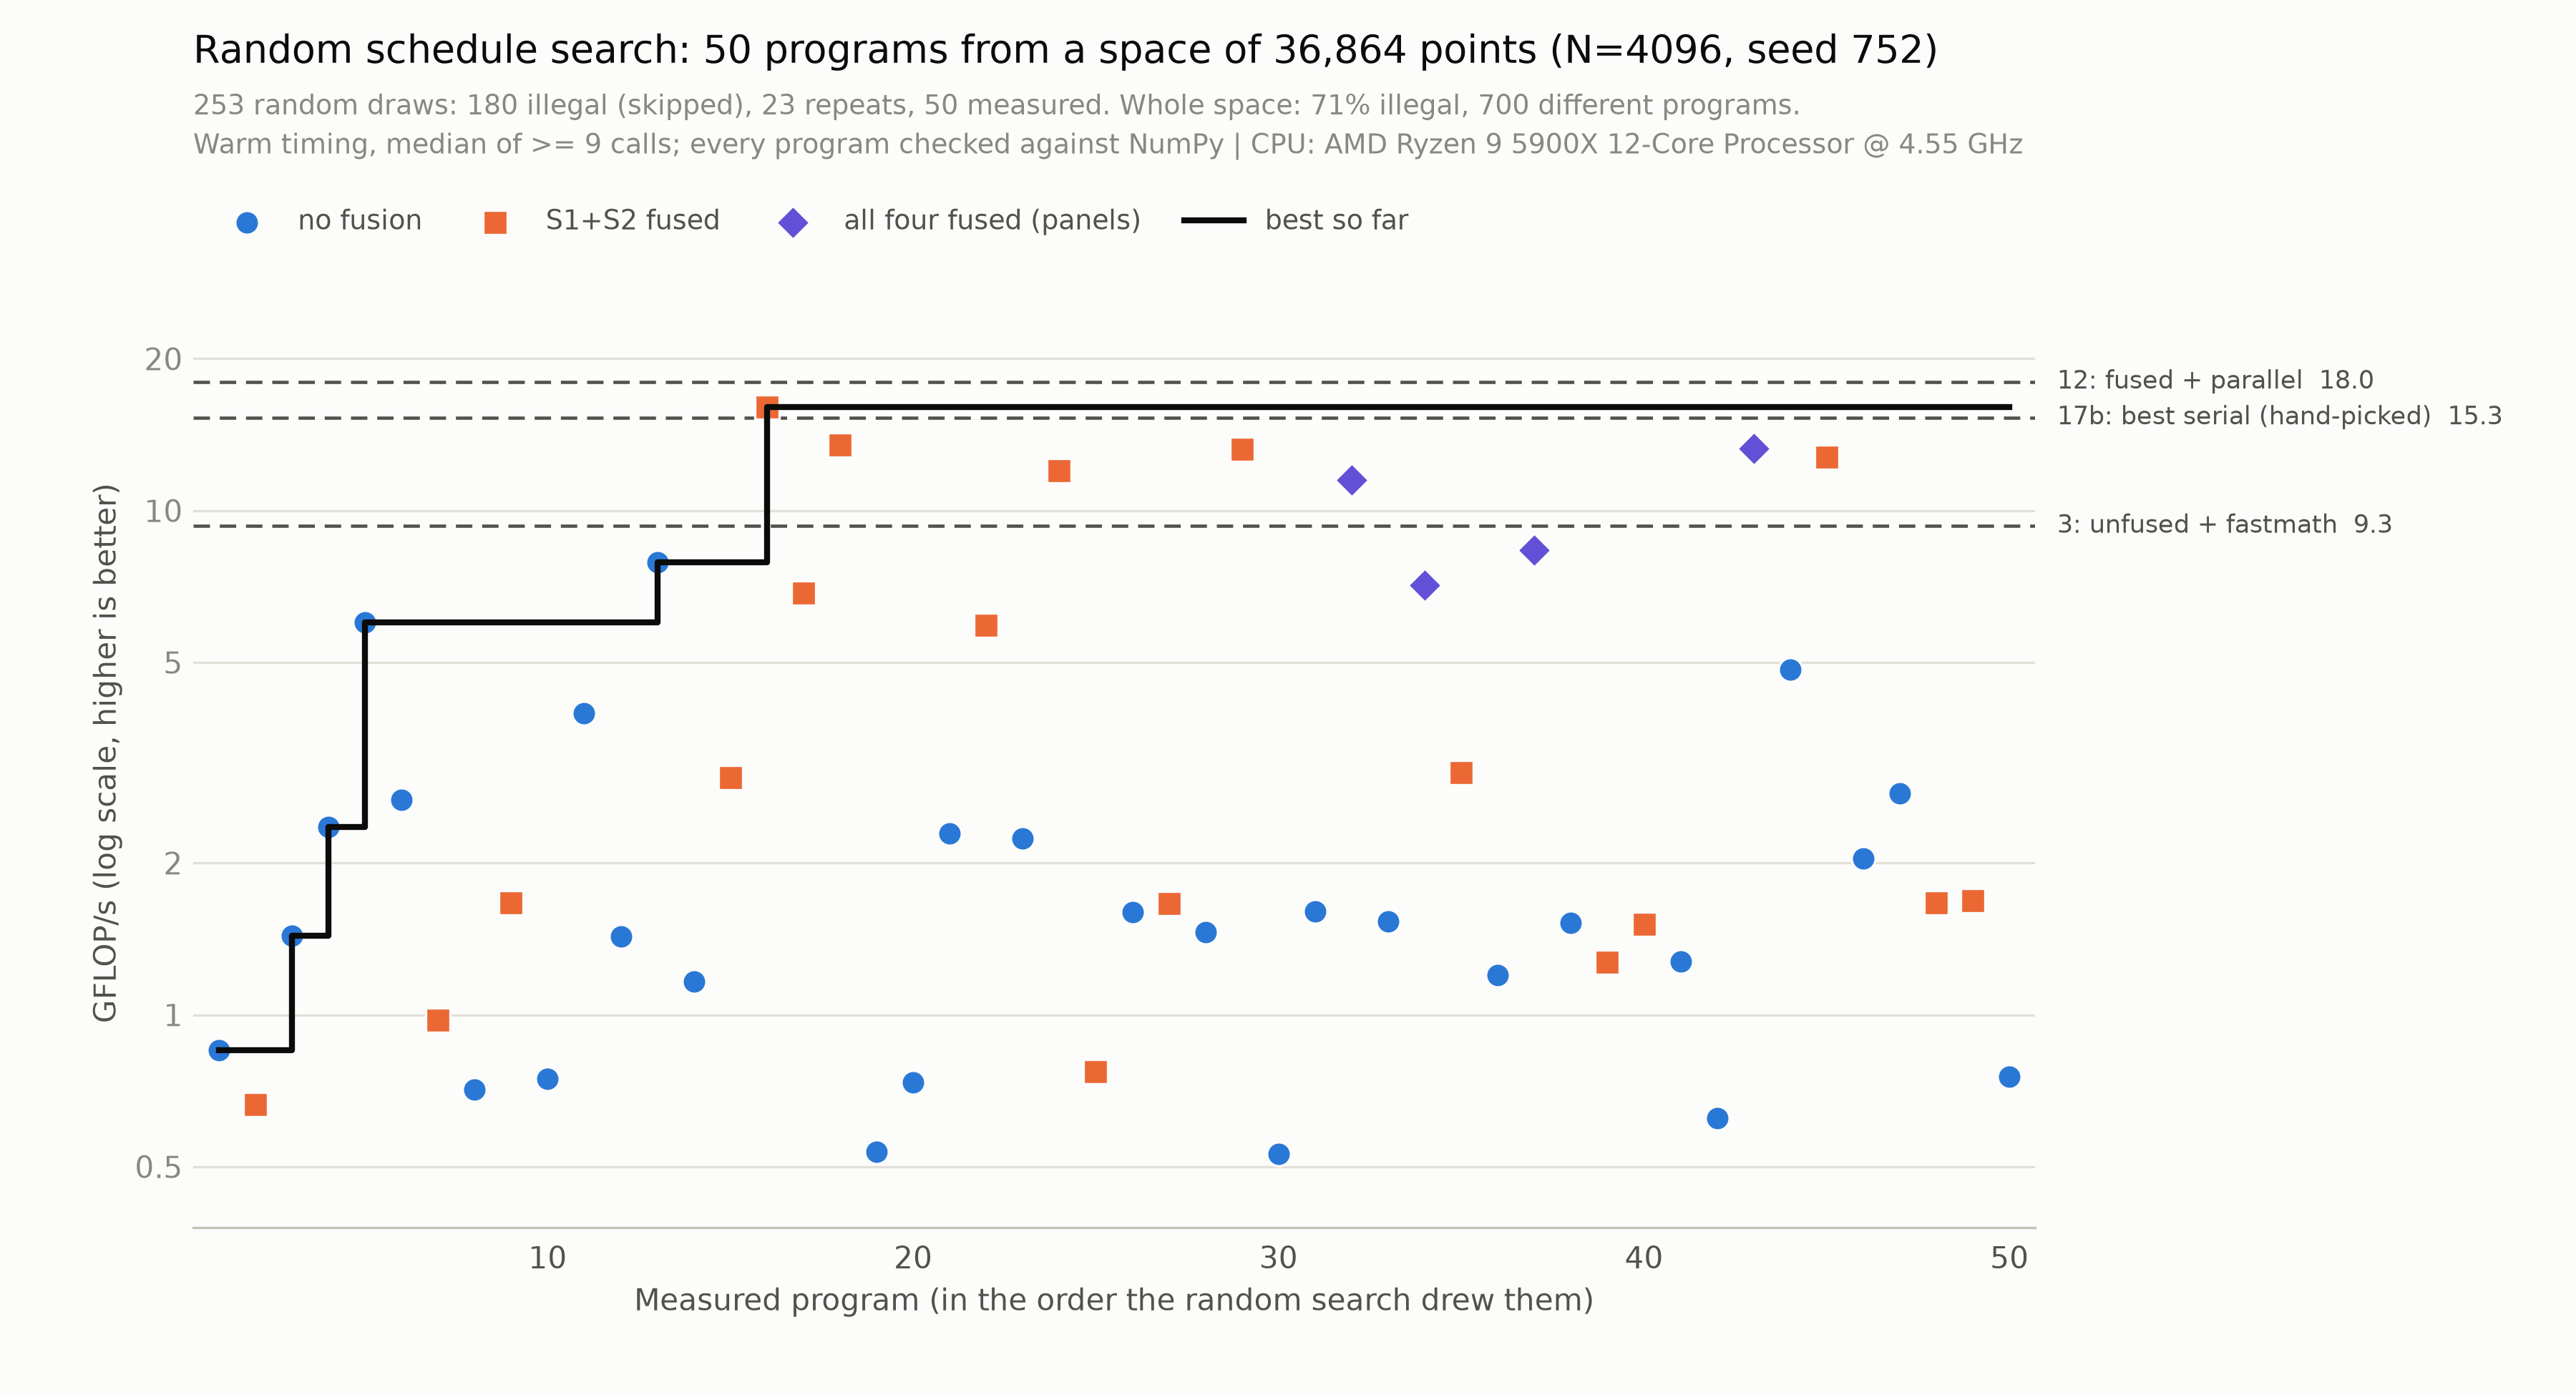 Random schedule search: 50 programs from a space of 36,864 points (N=4096, seed 752)
253 random draws: 180 illegal (skipped), 23 repeats, 50 measured. Whole space: 71% illegal, 700 different programs.
Warm timing, median of >= 9 calls; every program checked against NumPy | CPU: AMD Ryzen 9 5900X 12-Core Processor @ 4.55 GHz
no fusion
S1+S2 fused
all four fused (panels)
best so far
GFLOP/s (log scale, higher is better)
20
10
5
2
1
0.5
12: fused + parallel  18.0
17b: best serial (hand-picked)  15.3
3: unfused + fastmath  9.3
10
20
30
40
50
Measured program (in the order the random search drew them)